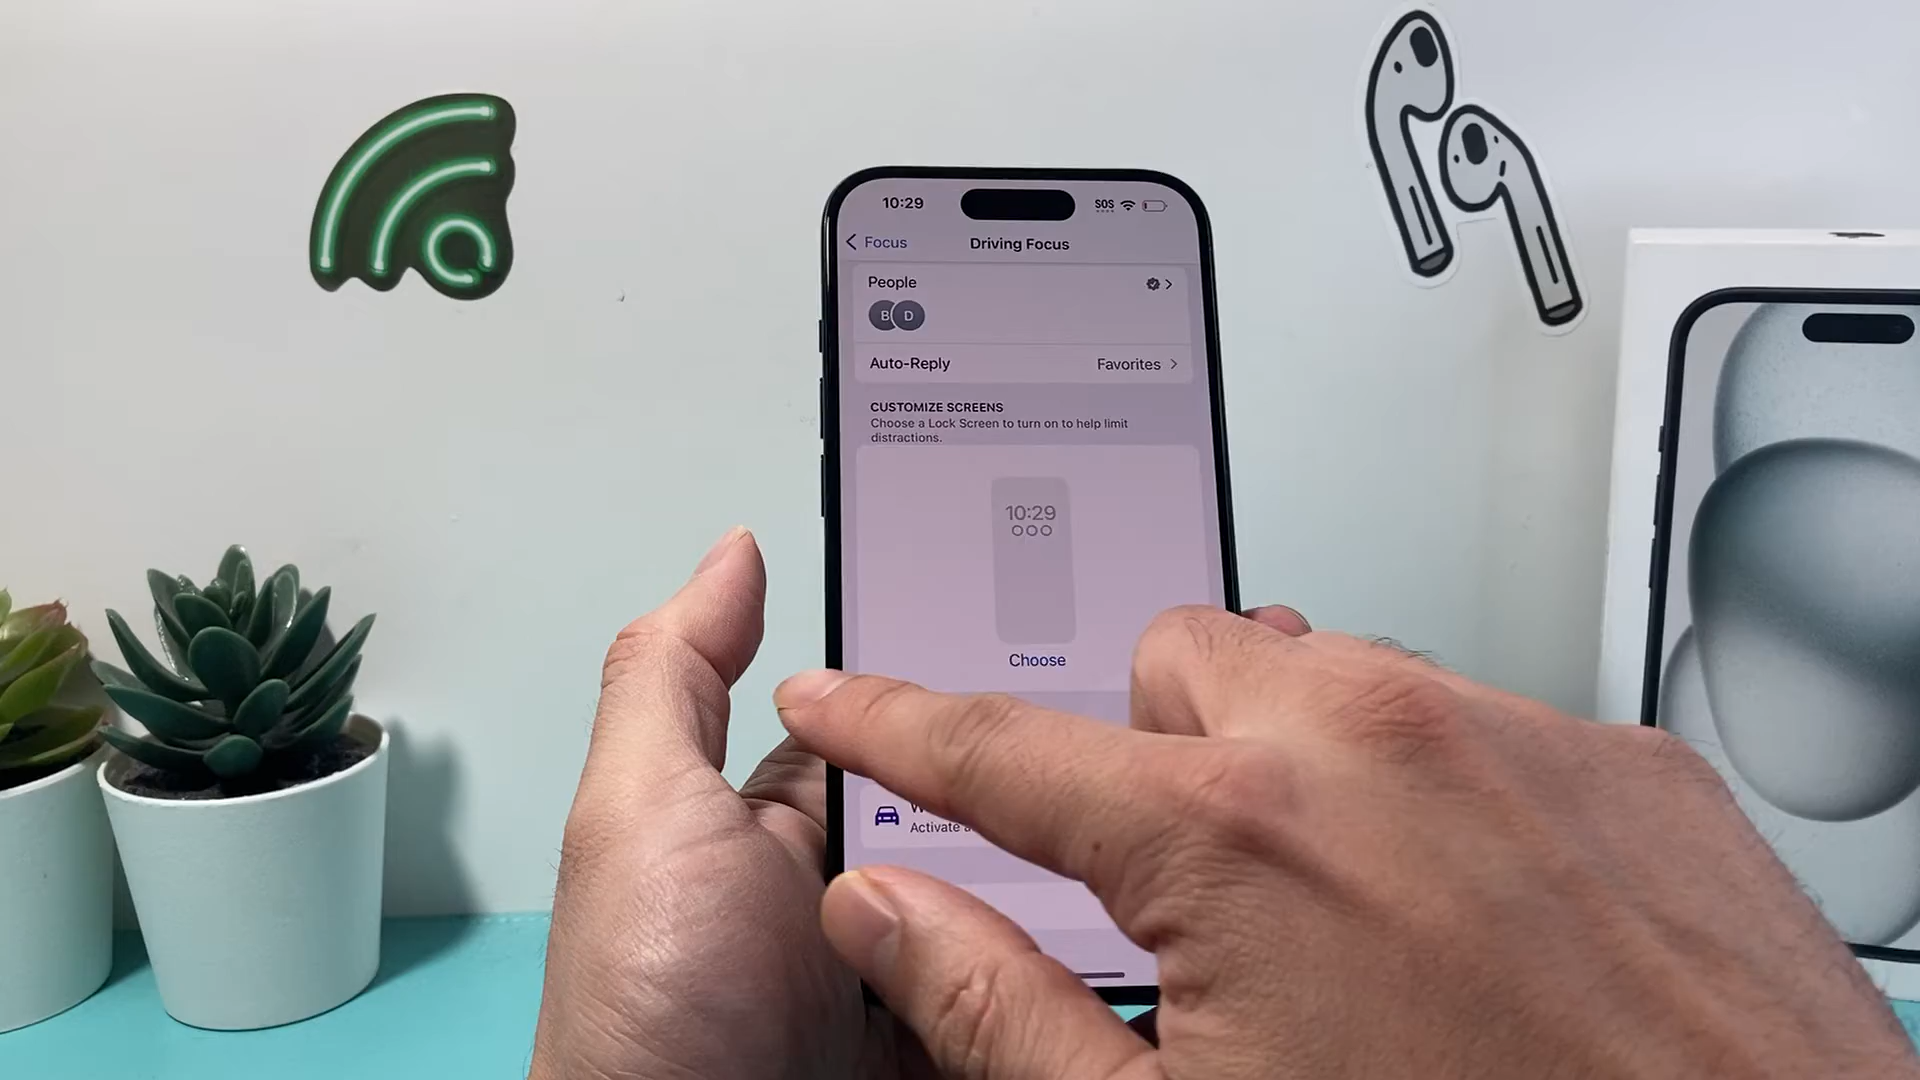 10:29
SOS
Focus
Driving Focus
People
B D
Auto-Reply
Favorites
CUSTOMIZE SCREENS
Choose a Lock Screen to turn on to help limit
distractions.
10:29
Choose
Activate